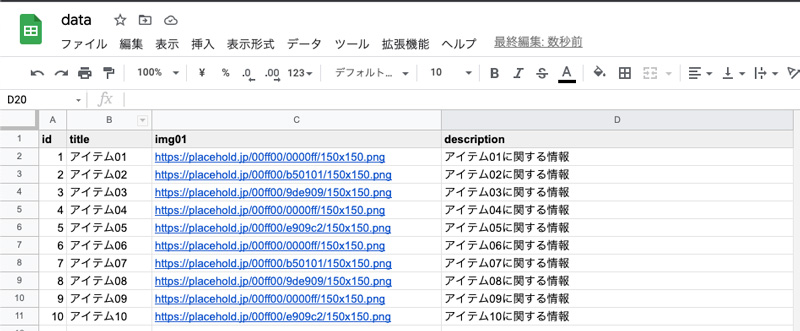 data
ファイル 編集 表示 挿入 表示形式 データ ツール 拡張機能 ヘルプ 最終編集: 数秒前
100% ¥ % .0 .00 123 デフォルト... 10 B I S A
D20 fx
A B C D
1 id title img01 description
2 1 アイテム01 https://placehold.jp/00ff00/0000ff/150x150.png アイテム01に関する情報
3 2 アイテム02 https://placehold.jp/00ff00/b50101/150x150.png アイテム02に関する情報
4 3 アイテム03 https://placehold.jp/00ff00/9de909/150x150.png アイテム03に関する情報
5 4 アイテム04 https://placehold.jp/00ff00/0000ff/150x150.png アイテム04に関する情報
6 5 アイテム05 https://placehold.jp/00ff00/e909c2/150x150.png アイテム05に関する情報
7 6 アイテム06 https://placehold.jp/00ff00/0000ff/150x150.png アイテム06に関する情報
8 7 アイテム07 https://placehold.jp/00ff00/b50101/150x150.png アイテム07に関する情報
9 8 アイテム08 https://placehold.jp/00ff00/9de909/150x150.png アイテム08に関する情報
10 9 アイテム09 https://placehold.jp/00ff00/0000ff/150x150.png アイテム09に関する情報
11 10 アイテム10 https://placehold.jp/00ff00/e909c2/150x150.png アイテム10に関する情報